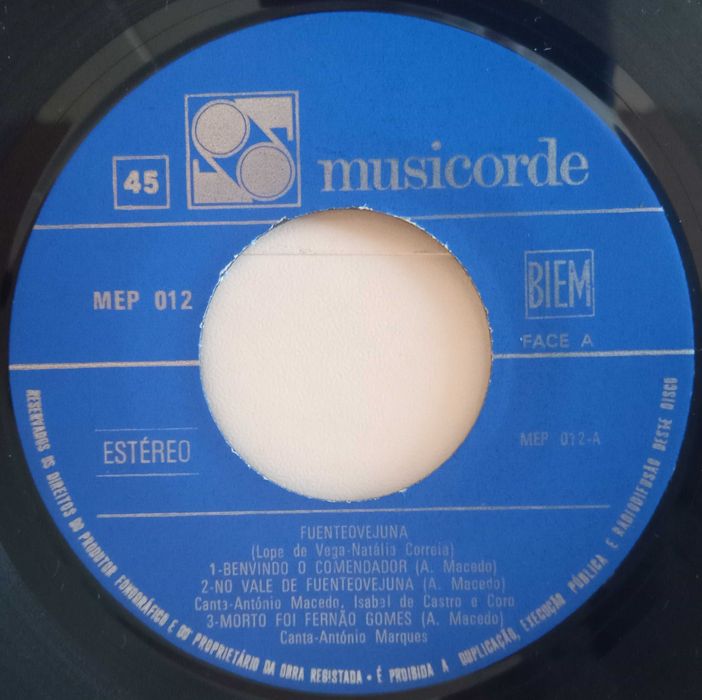 45
musicorde
MEP 012
BIEM
FACE A
ESTÉREO
MEP 012-A
FUENTEOVEJUNA
(Lope de Vega-Natália Correia)
1-BENVINDO O COMENDADOR (A. Macedo)
2-NO VALE DE FUENTEOVEJUNA (A. Macedo)
Canta-António Macedo, Isabel de Castro e Coro
3-MORTO FOI FERNÃO GOMES (A. Macedo)
Canta-António Marques
RESERVADOS OS DIREITOS DO PRODUTOR FONOGRÁFICO E DO PROPRIETÁRIO DA OBRA REGISTADA • É PROIBIDA A DUPLICAÇÃO, EXECUÇÃO PÚBLICA E RADIODIFUSÃO DESTE DISCO